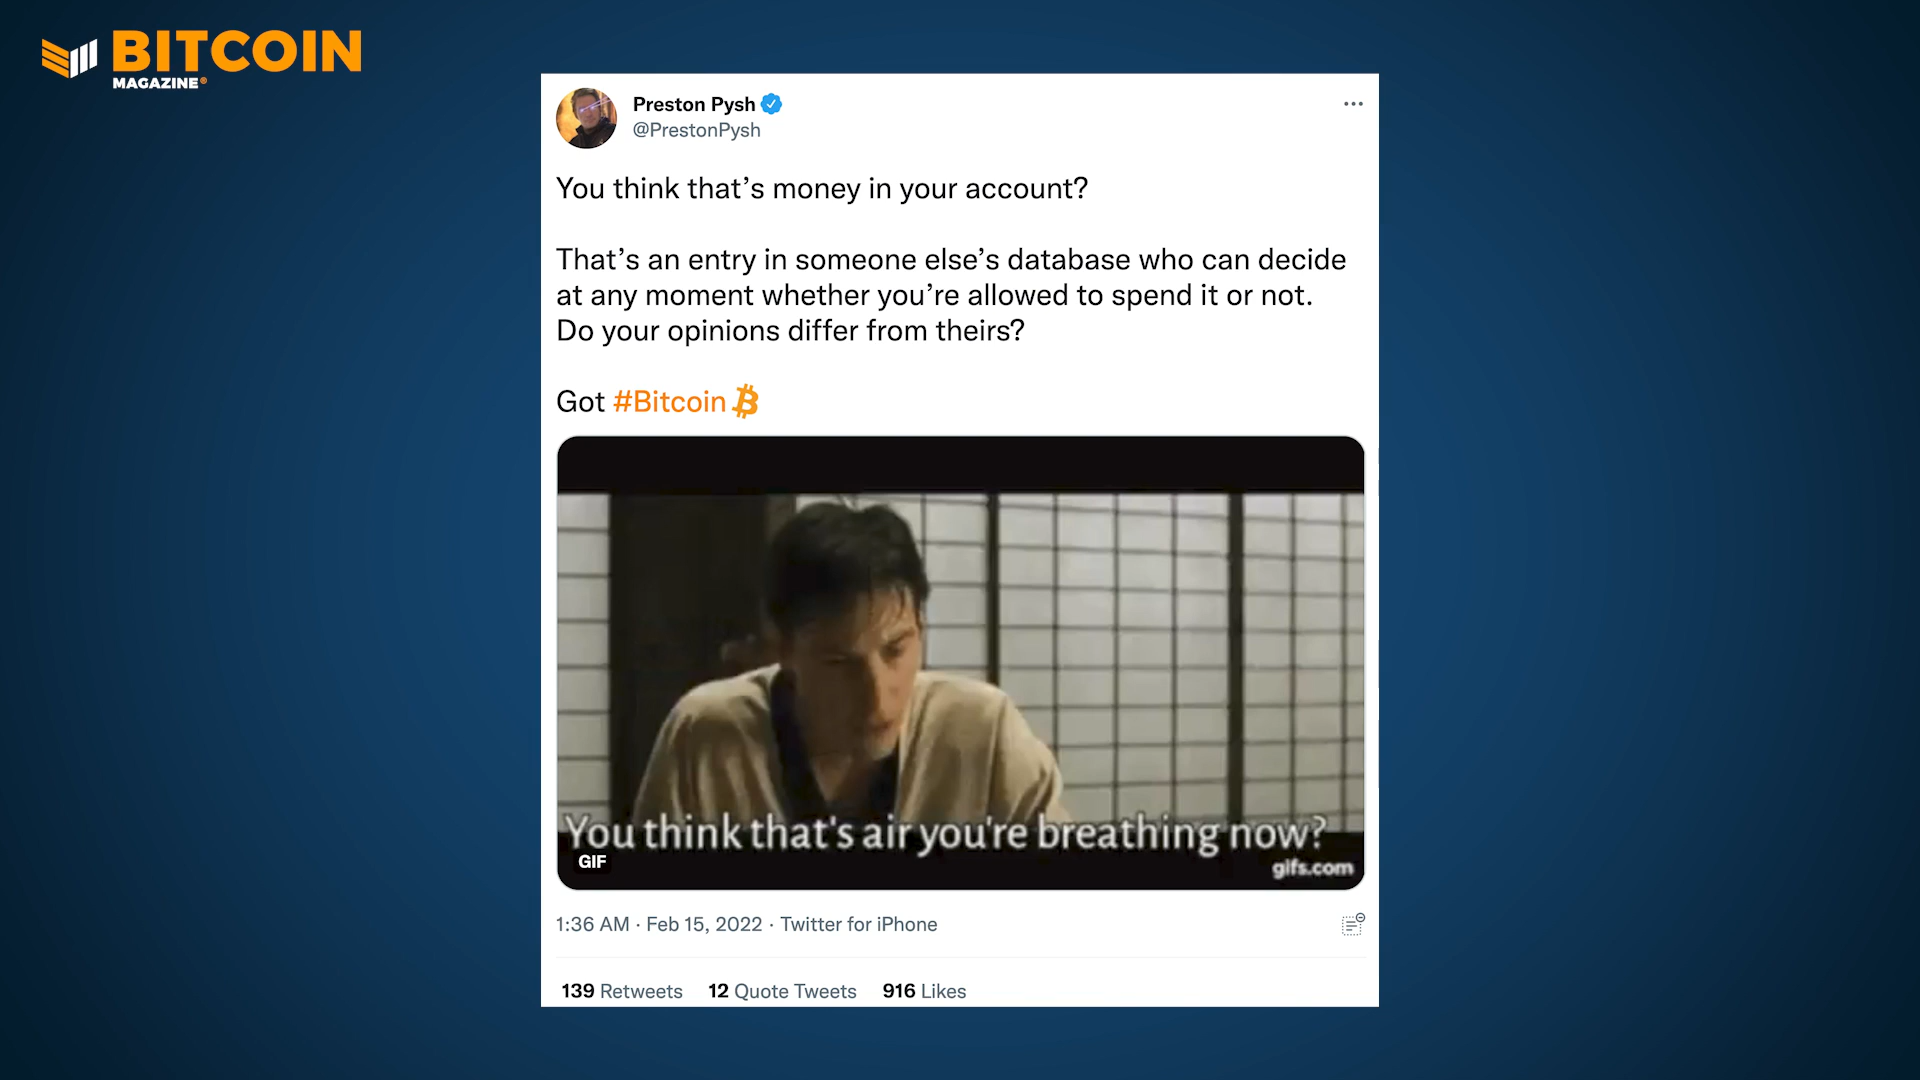 BITCOIN
MAGAZINE®
Preston Pysh
@PrestonPysh
You think that’s money in your account?
That’s an entry in someone else’s database who can decide
at any moment whether you’re allowed to spend it or not.
Do your opinions differ from theirs?
Got #Bitcoin
You think that's air you're breathing now?
GIF
gifs.com
1:36 AM · Feb 15, 2022 · Twitter for iPhone
139 Retweets 12 Quote Tweets 916 Likes